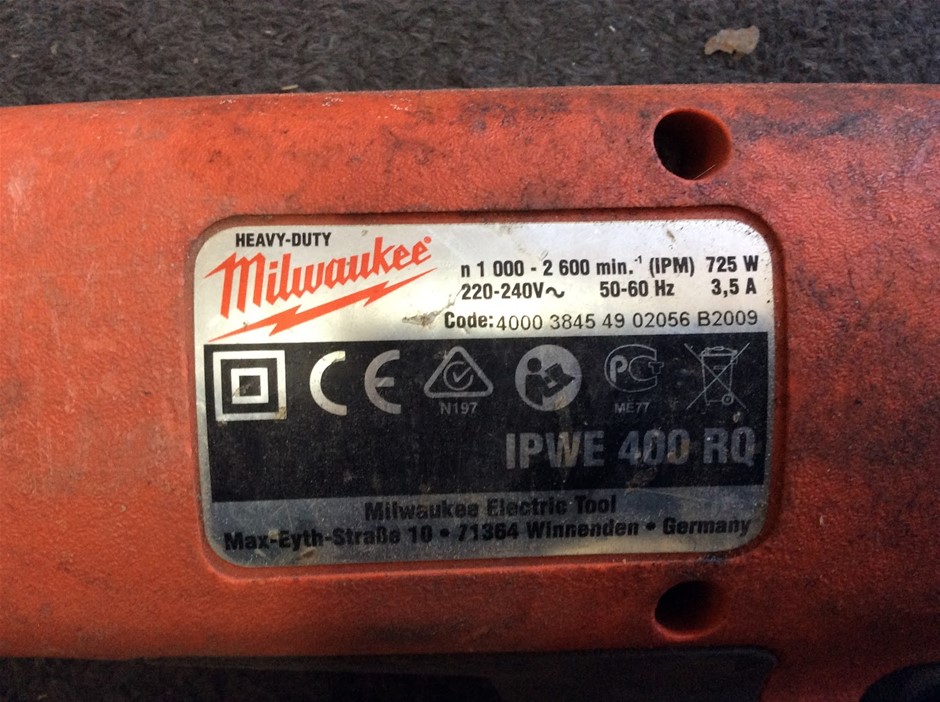 HEAVY-DUTY
Milwaukee®
n 1 000 - 2 600 min.⁻¹ (IPM) 725 W
220-240V~ 50-60 Hz 3,5 A
Code: 4000 3845 49 02056 B2009
CE
N197
PCT
ME77
IPWE 400 RQ
Milwaukee Electric Tool
Max-Eyth-Straße 10 • 71364 Winnenden • Germany